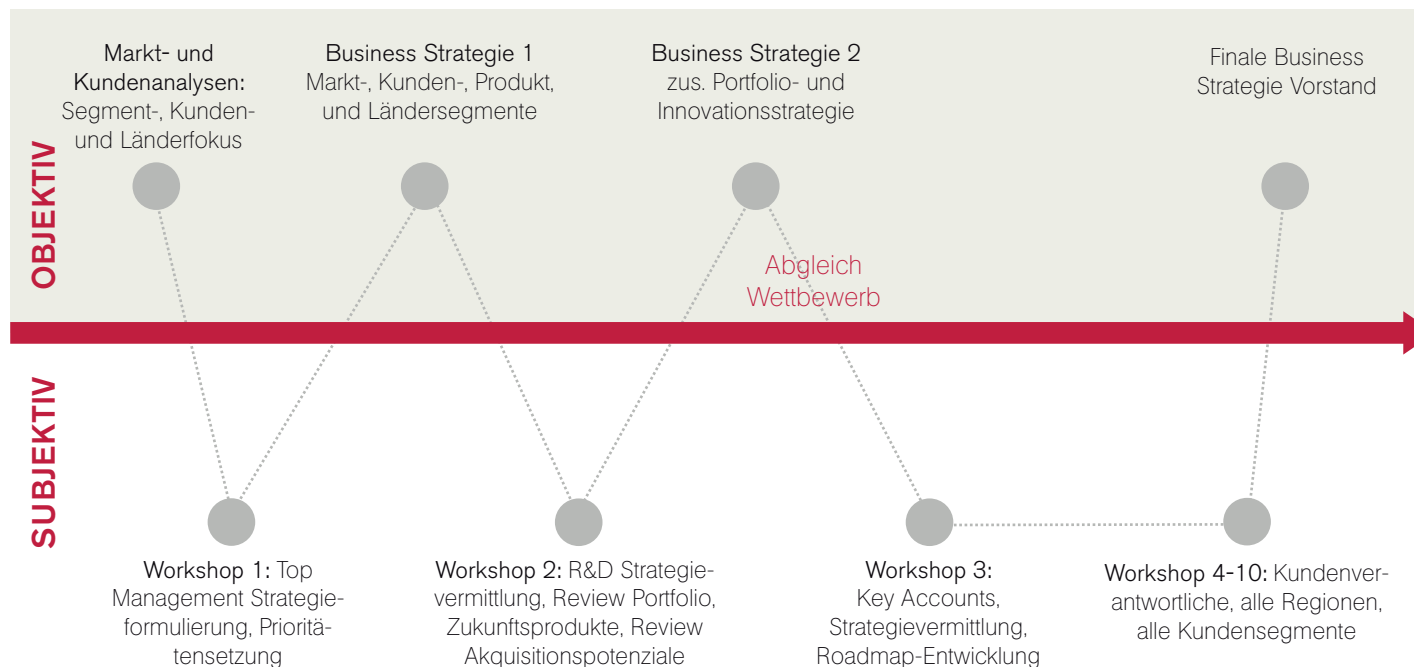 OBJEKTIV
Markt- und
Kundenanalysen:
Segment-, Kunden-
und Länderfokus
Business Strategie 1
Markt-, Kunden-, Produkt,
und Ländersegmente
Business Strategie 2
zus. Portfolio- und
Innovationsstrategie
Finale Business
Strategie Vorstand
Abgleich
Wettbewerb
SUBJEKTIV
Workshop 1: Top
Management Strategie-
formulierung, Prioritä-
tensetzung
Workshop 2: R&D Strategie-
vermittlung, Review Portfolio,
Zukunftsprodukte, Review
Akquisitionspotenziale
Workshop 3:
Key Accounts,
Strategievermittlung,
Roadmap-Entwicklung
Workshop 4-10: Kundenver-
antwortliche, alle Regionen,
alle Kundensegmente